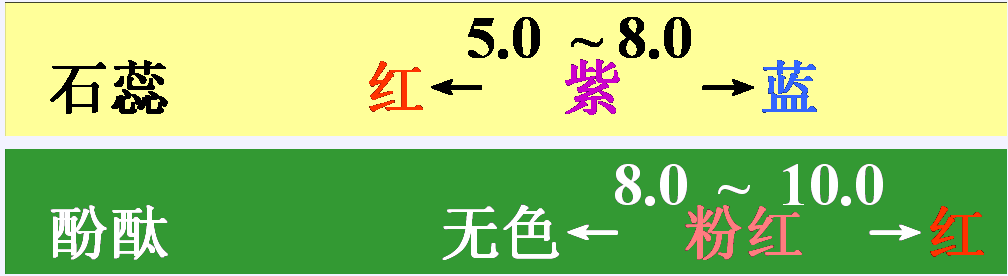 5.0 ~ 8.0
石蕊 红 ← 紫 → 蓝
8.0 ~ 10.0
酚酞 无色 ← 粉红 → 红